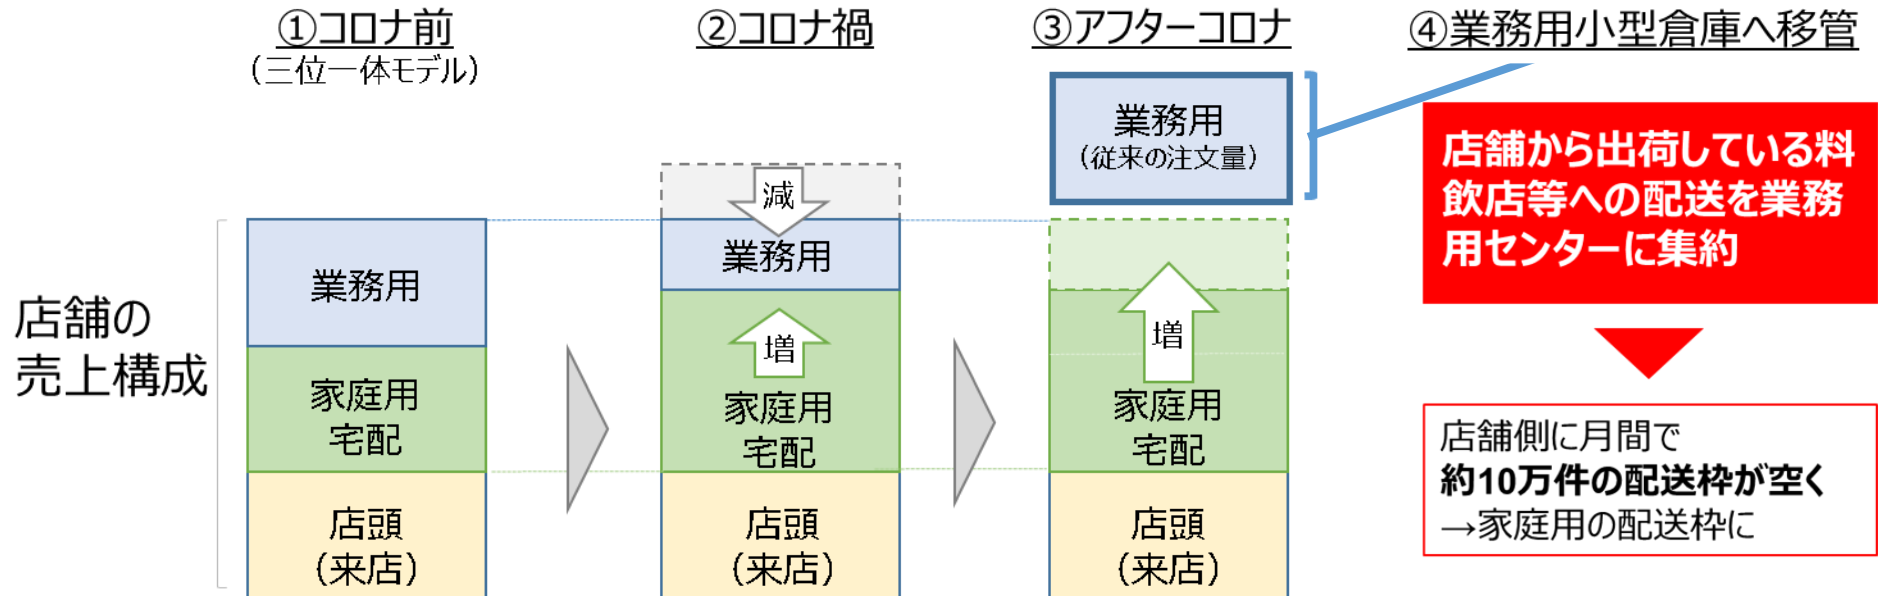 ①コロナ前
（三位一体モデル）
②コロナ禍
③アフターコロナ
④業務用小型倉庫へ移管
店舗の
売上構成
業務用
家庭用
宅配
店頭
（来店）
減
業務用
増
家庭用
宅配
店頭
（来店）
業務用
（従来の注文量）
増
家庭用
宅配
店頭
（来店）
店舗から出荷している料
飲店等への配送を業務
用センターに集約
店舗側に月間で
約10万件の配送枠が空く
→家庭用の配送枠に